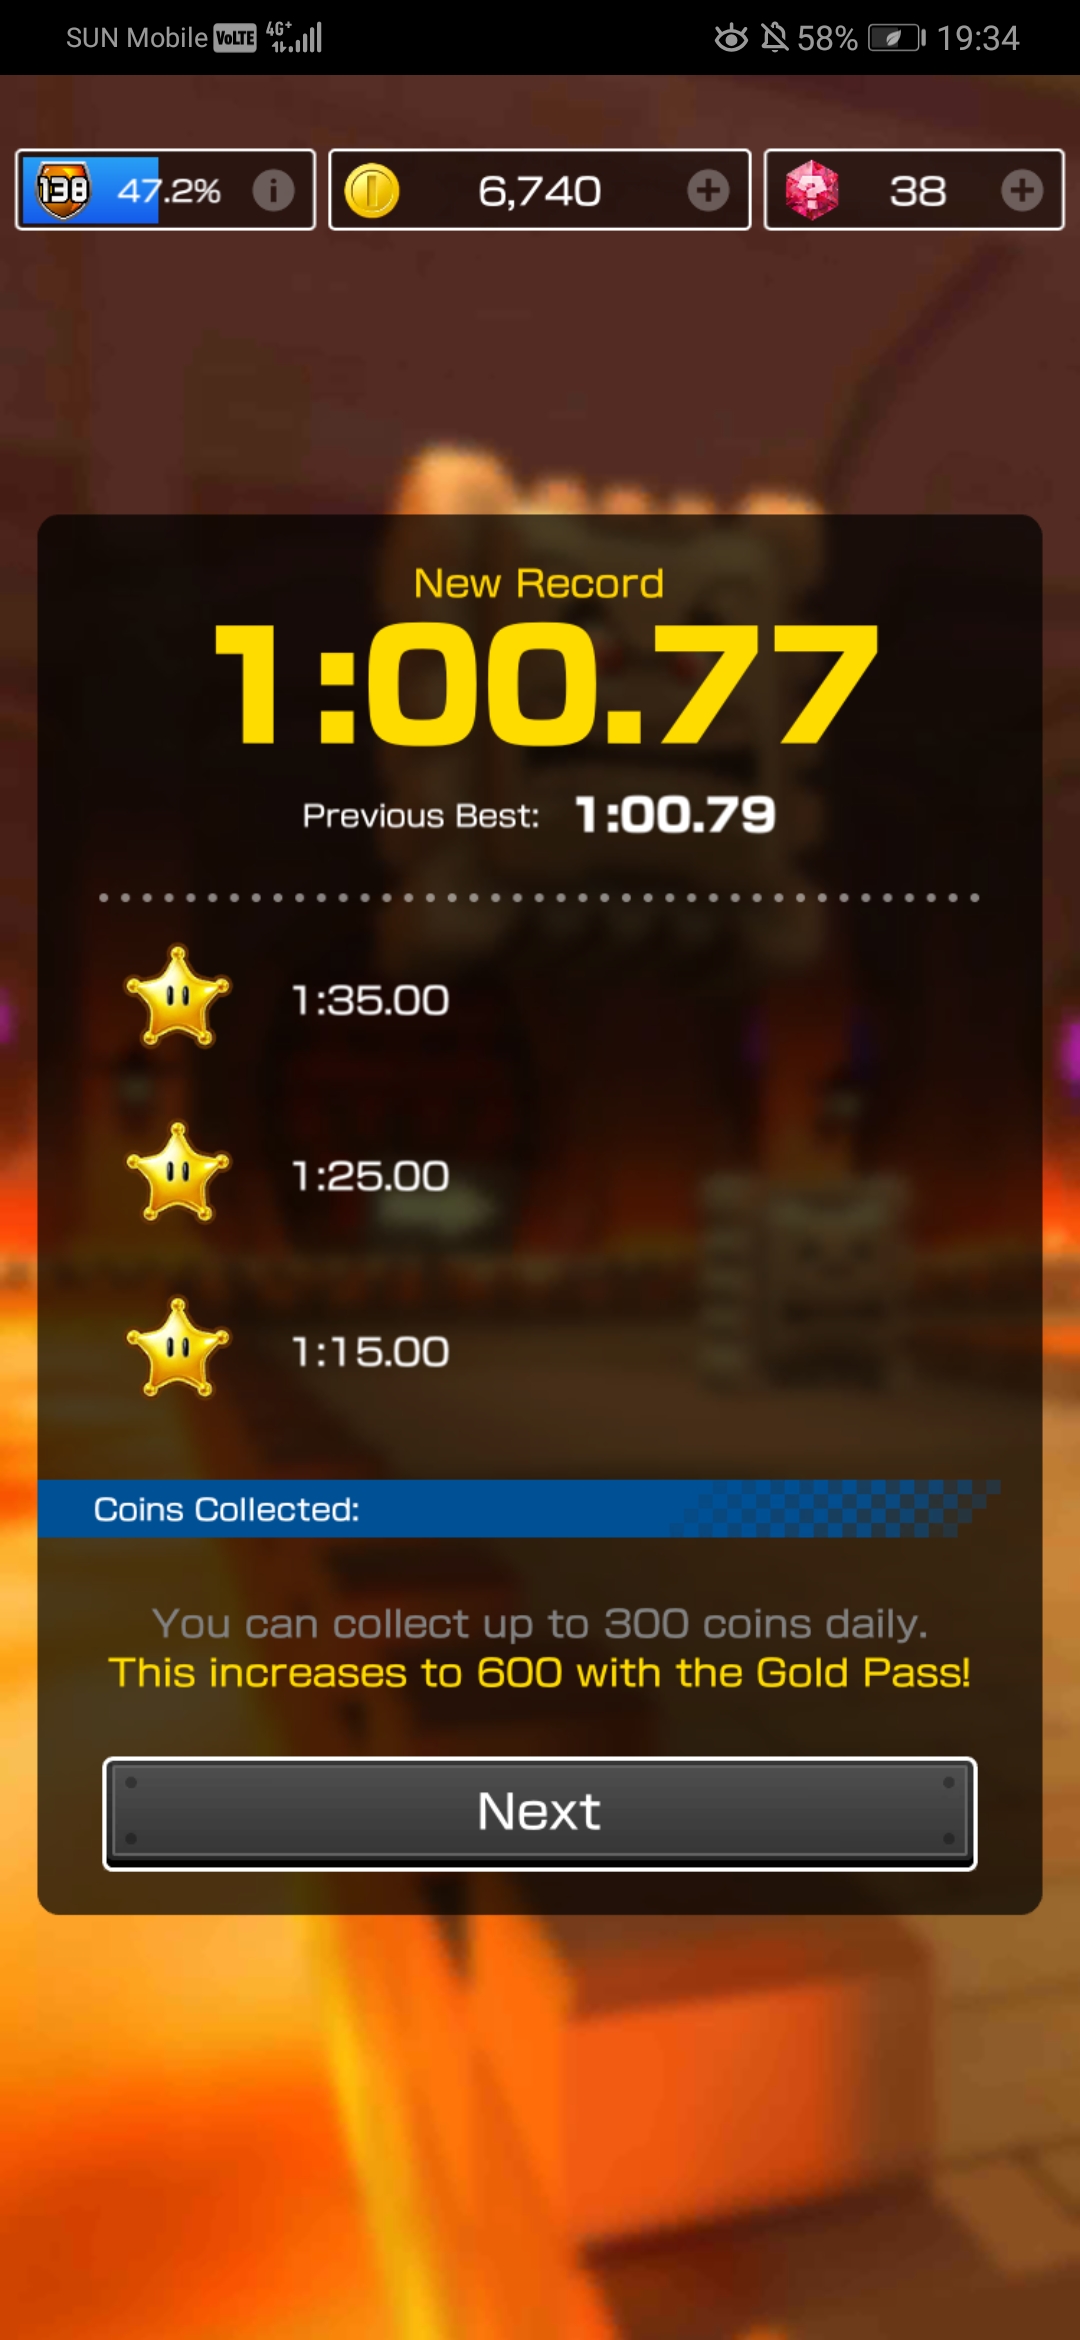 SUN Mobile VoLTE 4G+ 58% 19:34
138 47.2% i 6,740 + 38 +
New Record
1:00.77
Previous Best: 1:00.79
1:35.00
1:25.00
1:15.00
Coins Collected:
You can collect up to 300 coins daily.
This increases to 600 with the Gold Pass!
Next